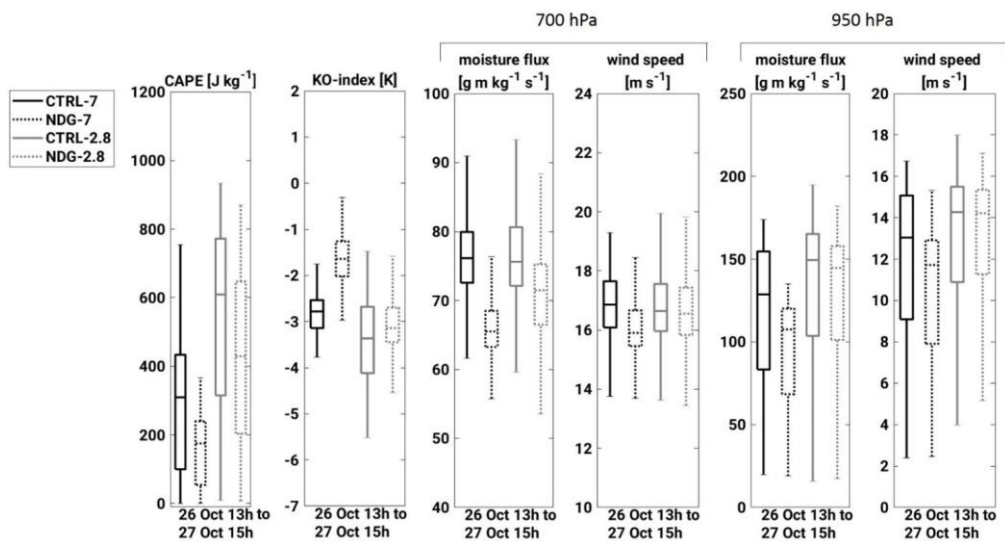 700 hPa
950 hPa
CTRL-7
NDG-7
CTRL-2.8
NDG-2.8
CAPE [J kg⁻¹]
1200
1000
800
600
400
200
0
26 Oct 13h to
27 Oct 15h
KO-index [K]
2
1
0
-1
-2
-3
-4
-5
-6
-7
26 Oct 13h to
27 Oct 15h
moisture flux
[g m kg⁻¹ s⁻¹]
100
90
80
70
60
50
40
26 Oct 13h to
27 Oct 15h
wind speed
[m s⁻¹]
24
22
20
18
16
14
12
10
26 Oct 13h to
27 Oct 15h
moisture flux
[g m kg⁻¹ s⁻¹]
250
200
150
100
50
0
26 Oct 13h to
27 Oct 15h
wind speed
[m s⁻¹]
20
18
16
14
12
10
8
6
4
2
0
26 Oct 13h to
27 Oct 15h